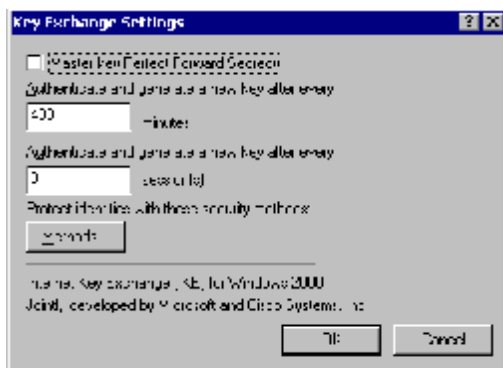 Key Exchange Settings
Master Key Perfect Forward Secrecy
Authenticate and generate a new key after every
minutes
Authenticate and generate a new key after every
session(s)
Protect identities with these security methods:
Methods...
Internet Key Exchange (IKE) for Windows 2000
Jointly developed by Microsoft and Cisco Systems, Inc.
OK
Cancel